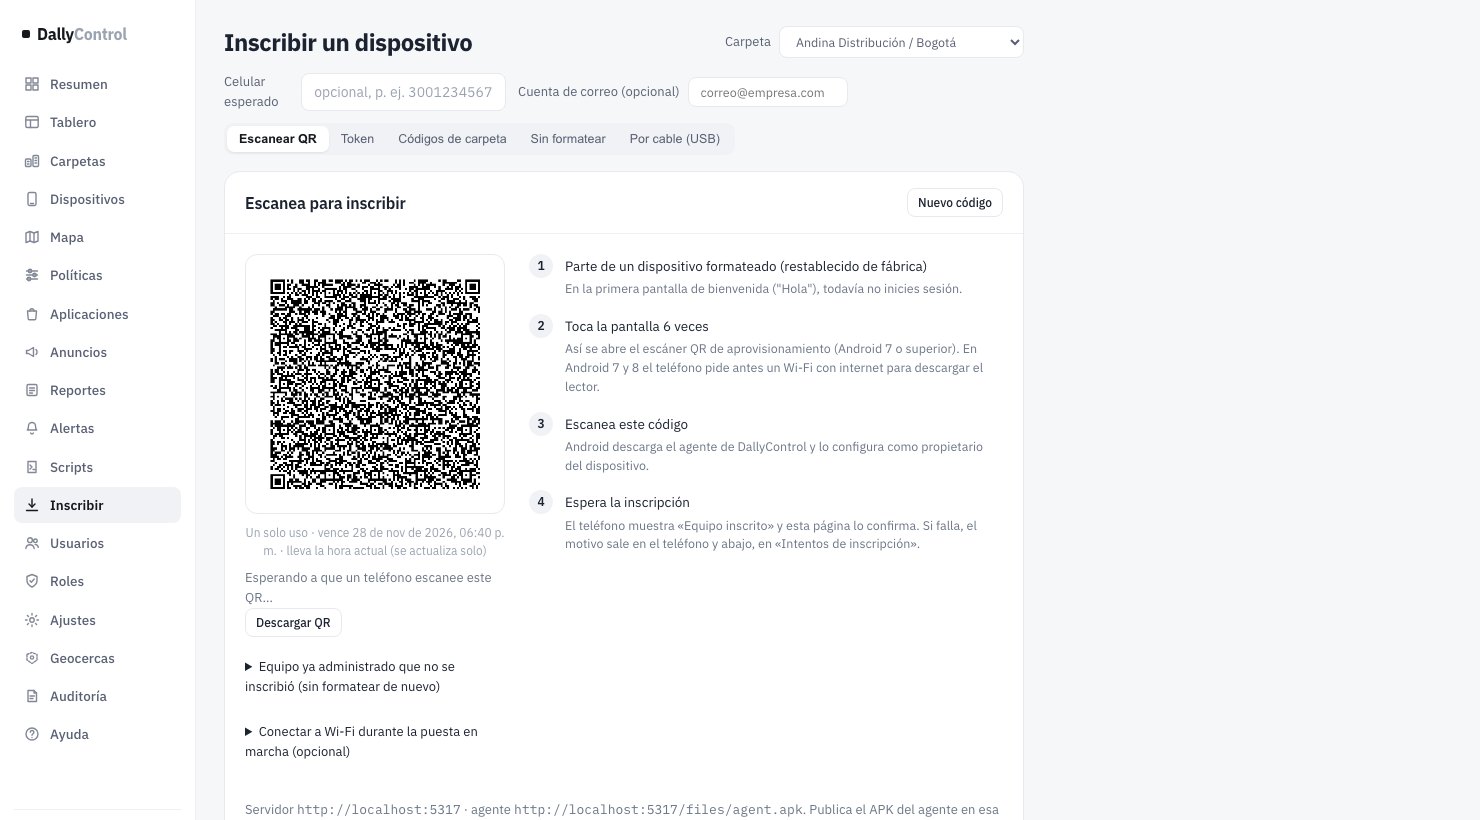 DallyControl
Resumen
Tablero
Carpetas
Dispositivos
Mapa
Políticas
Aplicaciones
Anuncios
Reportes
Alertas
Scripts
Inscribir
Usuarios
Roles
Ajustes
Geocercas
Auditoría
Ayuda
Inscribir un dispositivo
Carpeta
Andina Distribución / Bogotá
Celular
esperado
opcional, p. ej. 3001234567
Cuenta de correo (opcional)
correo@empresa.com
Escanear QR
Token
Códigos de carpeta
Sin formatear
Por cable (USB)
Escanea para inscribir
Nuevo código
Un solo uso · vence 28 de nov de 2026, 06:40 p.
m. · lleva la hora actual (se actualiza solo)
Esperando a que un teléfono escanee este
QR…
Descargar QR
▶ Equipo ya administrado que no se
inscribió (sin formatear de nuevo)
▶ Conectar a Wi-Fi durante la puesta en
marcha (opcional)
1 Parte de un dispositivo formateado (restablecido de fábrica)
En la primera pantalla de bienvenida ("Hola"), todavía no inicies sesión.
2 Toca la pantalla 6 veces
Así se abre el escáner QR de aprovisionamiento (Android 7 o superior). En
Android 7 y 8 el teléfono pide antes un Wi-Fi con internet para descargar el
lector.
3 Escanea este código
Android descarga el agente de DallyControl y lo configura como propietario
del dispositivo.
4 Espera la inscripción
El teléfono muestra «Equipo inscrito» y esta página lo confirma. Si falla, el
motivo sale en el teléfono y abajo, en «Intentos de inscripción».
Servidor http://localhost:5317 · agente http://localhost:5317/files/agent.apk. Publica el APK del agente en esa